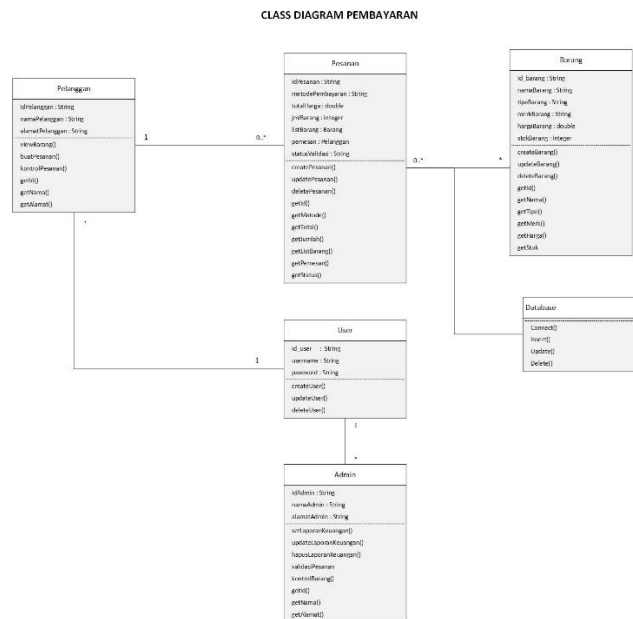 CLASS DIAGRAM PEMBAYARAN
Pelanggan
idPelanggan : String
namaPelanggan : String
alamatPelanggan : String
viewBarang()
buatPesanan()
kontrolPesanan()
getId()
getNama()
getAlamat()
1
0..*
Pesanan
idPesanan : String
metodePembayaran : String
totalHarga : double
jmlBarang : integer
listBarang : Barang
pemesan : Pelanggan
statusValidasi : String
createPesanan()
updatePesanan()
deletePesanan()
getId()
getMetode()
getTotal()
getJumlah()
getListBarang()
getPemesan()
getStatus()
0..*
*
Barang
id_barang : String
namaBarang : String
tipeBarang : String
merkBarang : String
hargaBarang : double
stokBarang : integer
createBarang()
updateBarang()
deleteBarang()
getId()
getNama()
getTipe()
getMerk()
getHarga()
getStok
Database
Connect()
Insert()
Update()
Delete()
*
1
User
id_user : String
username : String
password : String
createUser()
updateUser()
deleteUser()
1
*
Admin
idAdmin : String
namaAdmin : String
alamatAdmin : String
setLaporanKeuangan()
updateLaporanKeuangan()
hapusLaporanKeuangan()
validasiPesanan
kontrolBarang()
getId()
getNama()
getAlamat()